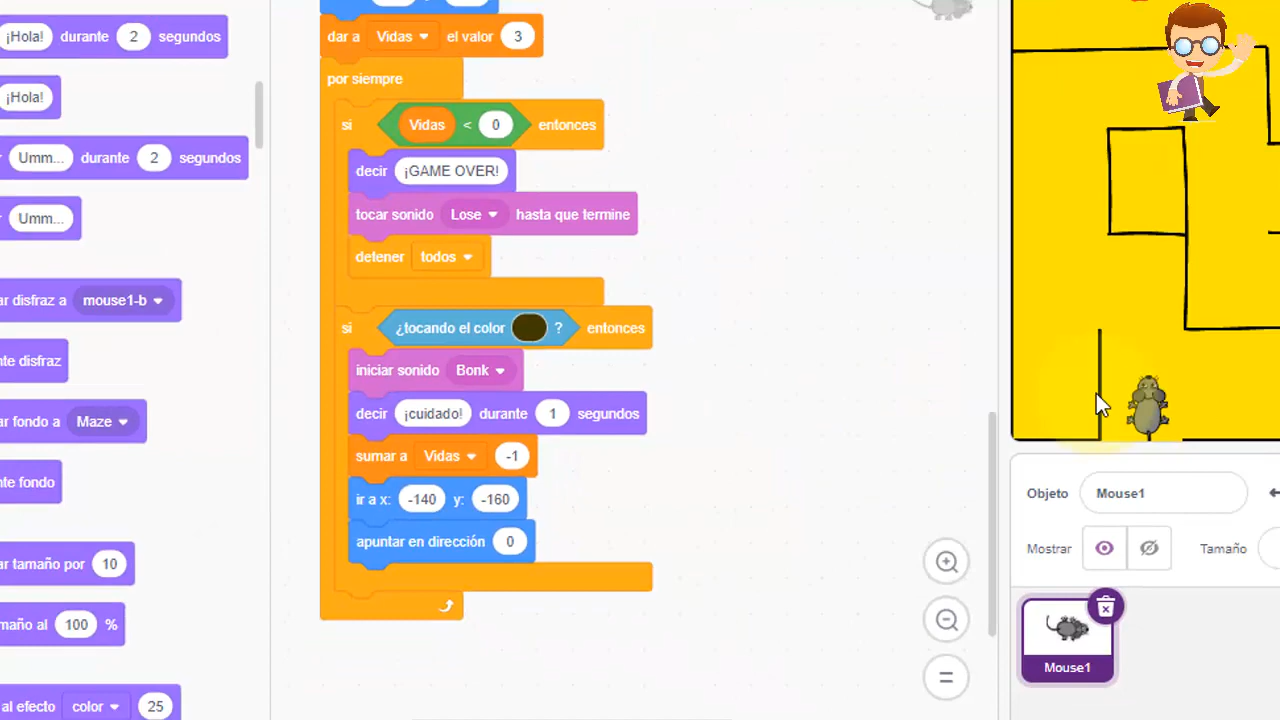 ¡Hola! durante 2 segundos
¡Hola!
Umm... durante 2 segundos
Umm...
ar disfraz a mouse1-b
nte disfraz
ar fondo a Maze
nte fondo
ar tamaño por 10
maño al 100 %
al efecto color 25
dar a Vidas el valor 3
por siempre
si Vidas < 0 entonces
decir ¡GAME OVER!
tocar sonido Lose hasta que termine
detener todos
si ¿tocando el color ? entonces
iniciar sonido Bonk
decir ¡cuidado! durante 1 segundos
sumar a Vidas -1
ir a x: -140 y: -160
apuntar en dirección 0
Objeto Mouse1
Mostrar Tamaño
Mouse1